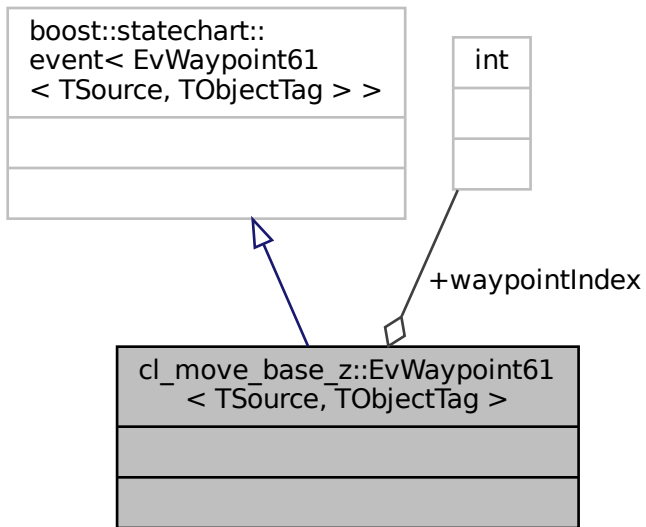 boost::statechart::
event< EvWaypoint61
< TSource, TObjectTag > >
int
+waypointIndex
cl_move_base_z::EvWaypoint61
< TSource, TObjectTag >